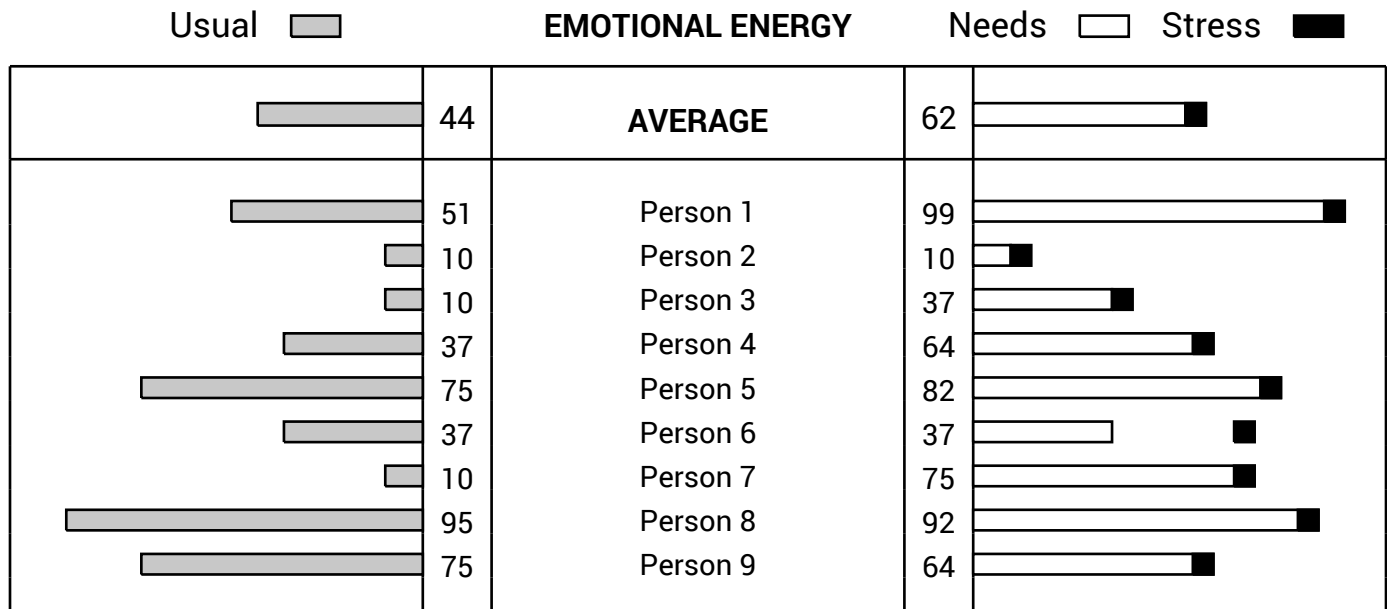 Usual EMOTIONAL ENERGY Needs Stress
44 AVERAGE 62
51 Person 1 99
10 Person 2 10
10 Person 3 37
37 Person 4 64
75 Person 5 82
37 Person 6 37
10 Person 7 75
95 Person 8 92
75 Person 9 64